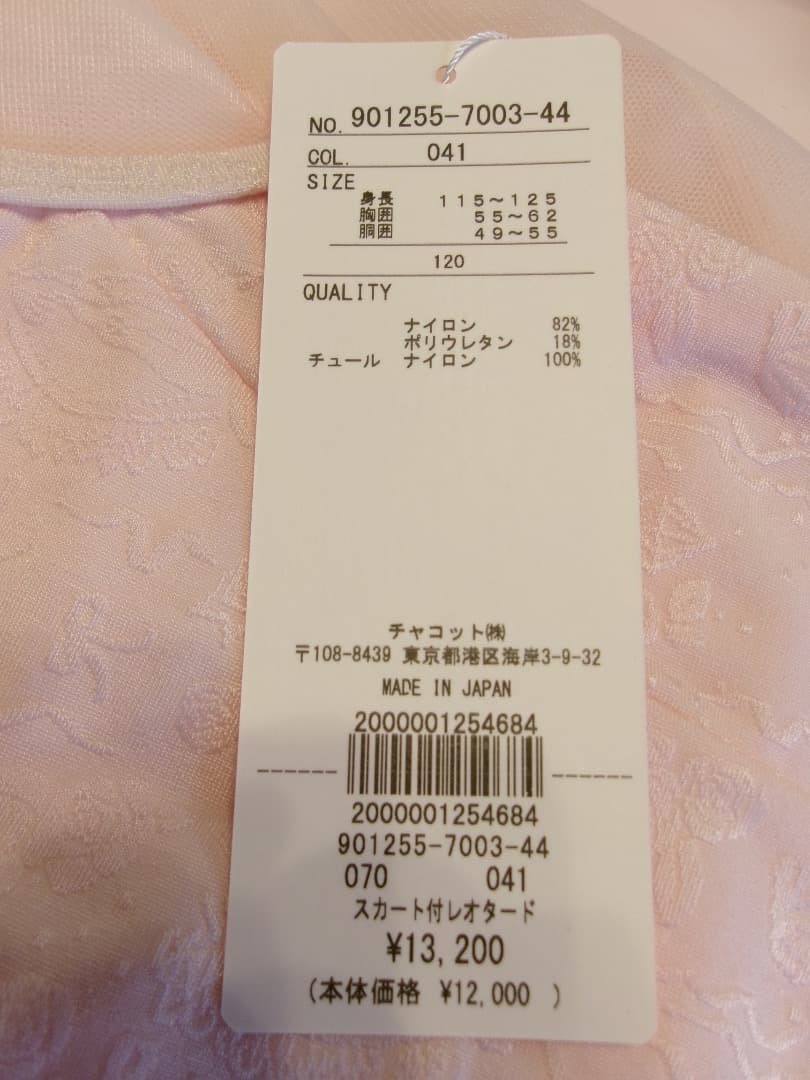 NO. 901255-7003-44
COL. 041
SIZE
身長 115～125
胸囲 55～62
胴囲 49～55
120
QUALITY
ナイロン 82%
ポリウレタン 18%
チュール ナイロン 100%
チャコット㈱
〒108-8439 東京都港区海岸3-9-32
MADE IN JAPAN
2000001254684
2000001254684
901255-7003-44
070 041
スカート付レオタード
¥13,200
(本体価格 ¥12,000 )